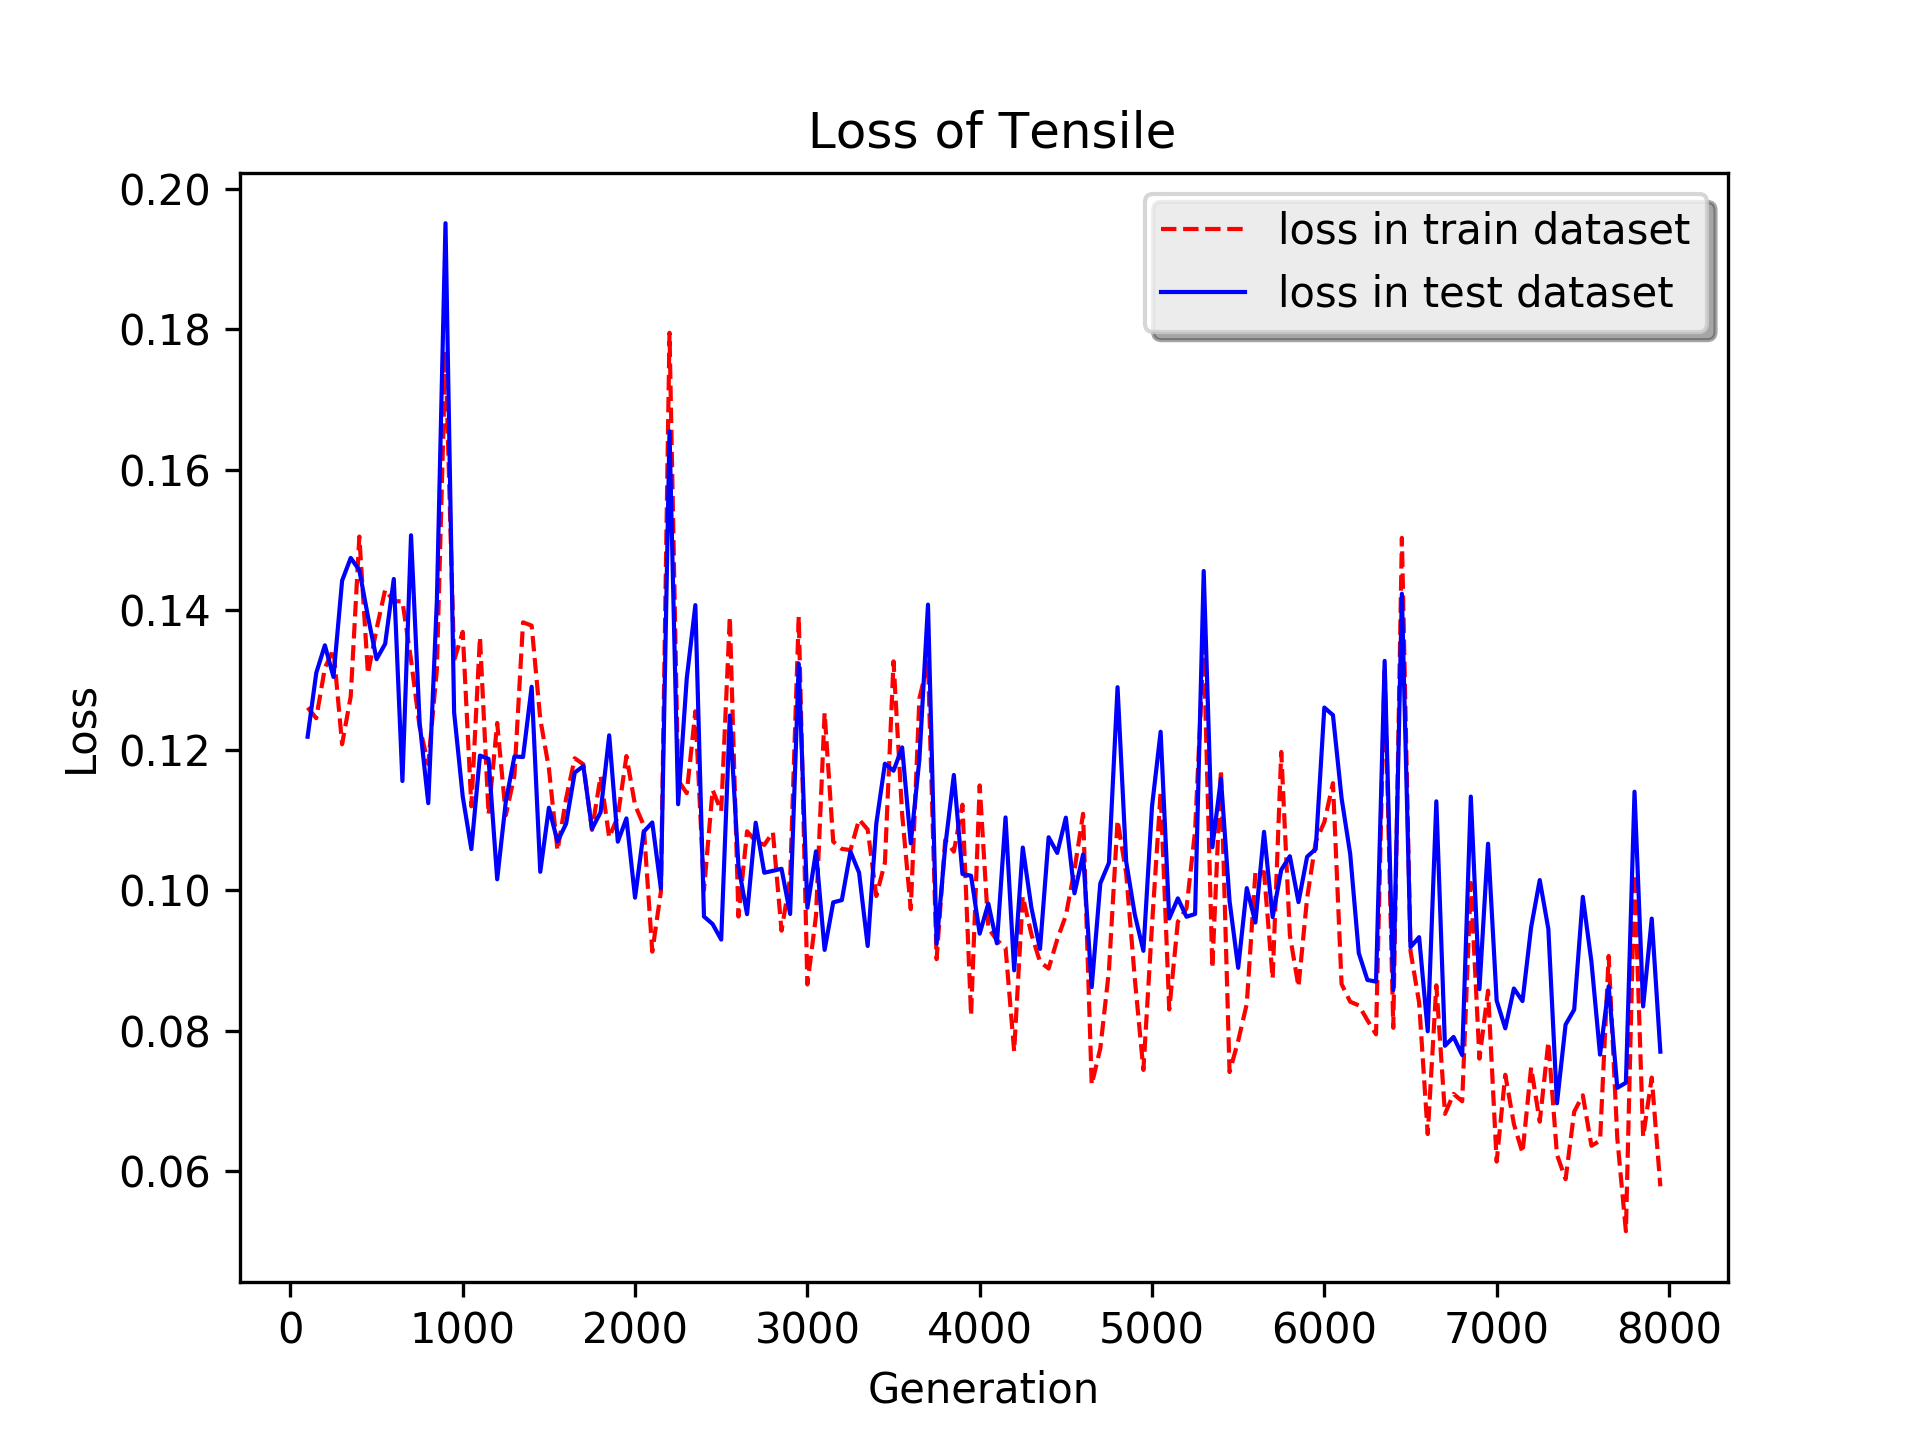 Loss of Tensile
loss in train dataset
loss in test dataset
0.20
0.18
0.16
0.14
0.12
0.10
0.08
0.06
Loss
0 1000 2000 3000 4000 5000 6000 7000 8000
Generation